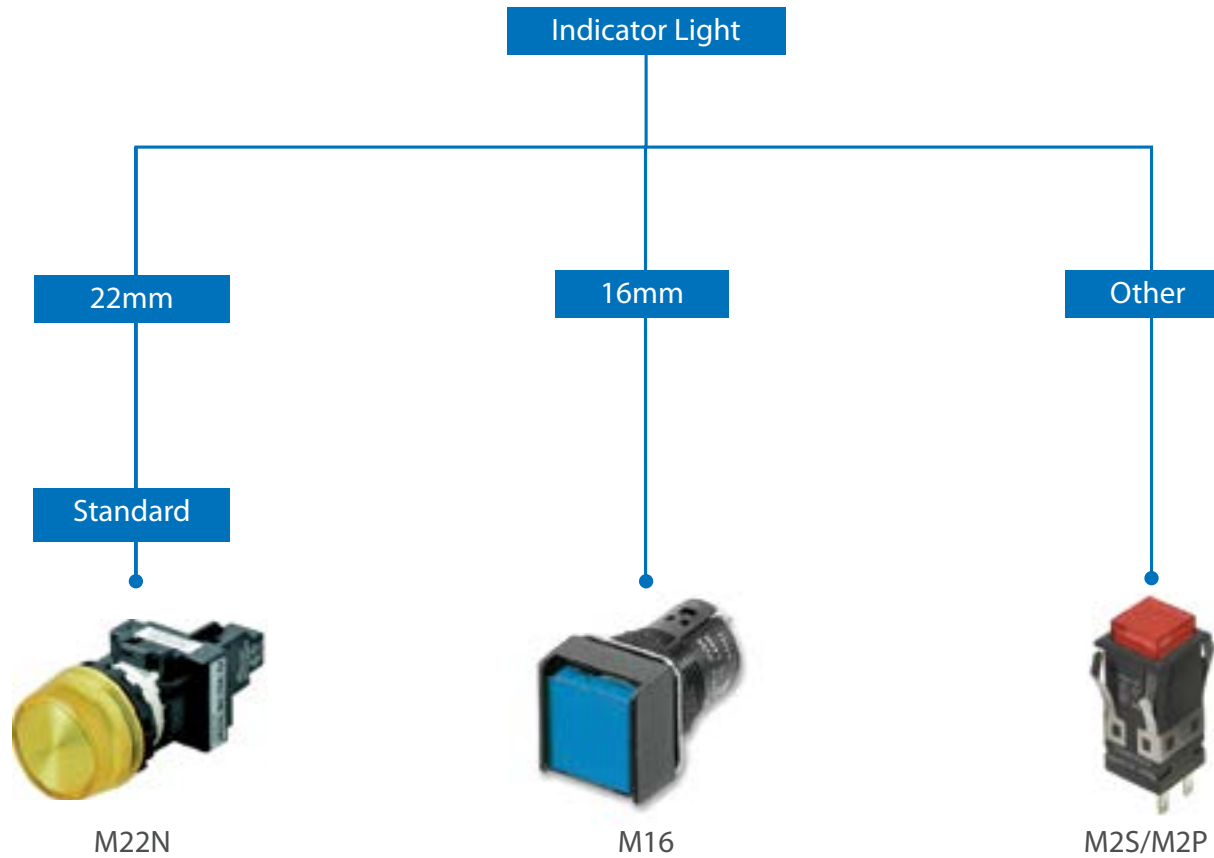 Indicator Light
22mm
16mm
Other
Standard
M22N
M16
M2S/M2P